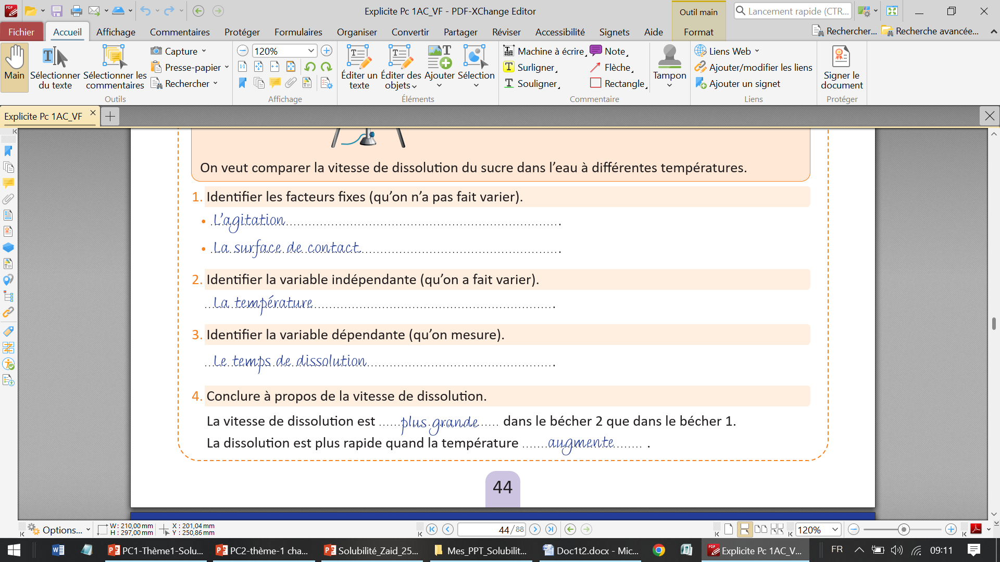 Explicite Pc 1AC_VF - PDF-XChange Editor
Outil main
Lancement rapide (CTR...
Fichier Accueil Affichage Commentaires Protéger Formulaires Organiser Convertir Partager Réviser Accessibilité Signets Aide Format Rechercher... Recherche avancée...
Main
Sélectionner du texte
Sélectionner les commentaires
Capture
Presse-papier
Rechercher
Outils
120%
Affichage
Éditer un texte
Éditer des objets
Ajouter
Sélection
Éléments
Machine à écrire
Surligner
Souligner
Note
Flèche
Rectangle
Commentaire
Tampon
Liens Web
Ajouter/modifier les liens
Ajouter un signet
Liens
Signer le document
Protéger
Explicite Pc 1AC_VF
On veut comparer la vitesse de dissolution du sucre dans l’eau à différentes températures.
1. Identifier les facteurs fixes (qu’on n’a pas fait varier).
• L’agitation.
• La surface de contact.
2. Identifier la variable indépendante (qu’on a fait varier).
La température.
3. Identifier la variable dépendante (qu’on mesure).
Le temps de dissolution.
4. Conclure à propos de la vitesse de dissolution.
La vitesse de dissolution est plus grande dans le bécher 2 que dans le bécher 1.
La dissolution est plus rapide quand la température augmente.
44
Options...
W : 210,00 mm
H : 297,00 mm
X : 201,04 mm
Y : 250,86 mm
44 / 88
120%
PC1-Thème1-Solu...
PC2-thème-1 cha...
Solubilité_Zaid_25...
Mes_PPT_Solubilit...
Doc1t2.docx - Mic...
Explicite Pc 1AC_V...
FR
09:11